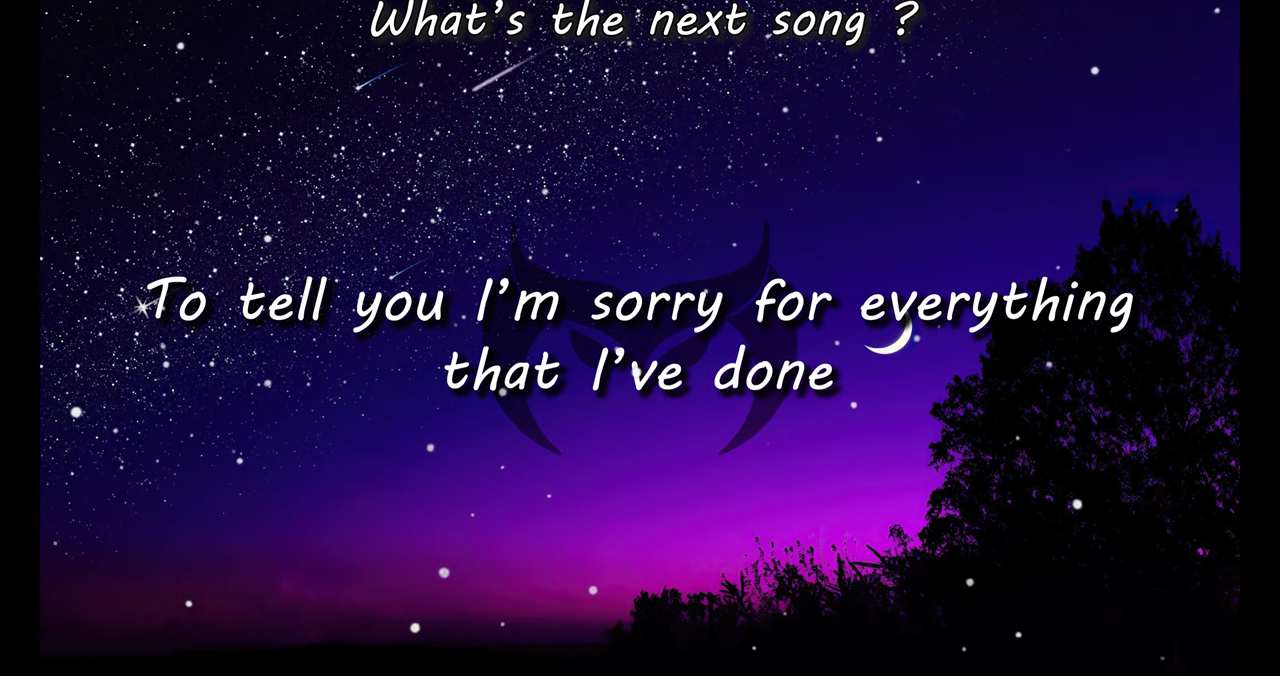 What's the next song ?
To tell you I'm sorry for everything
that I've done